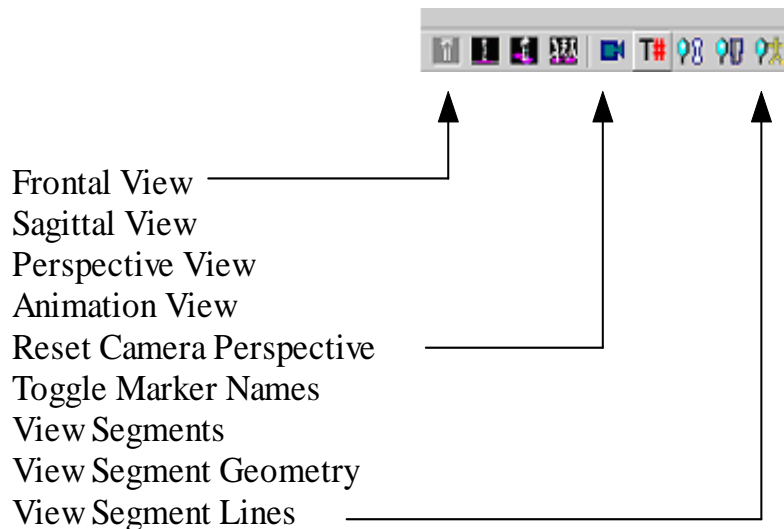 T#
Frontal View
Sagittal View
Perspective View
Animation View
Reset Camera Perspective
Toggle Marker Names
View Segments
View Segment Geometry
View Segment Lines